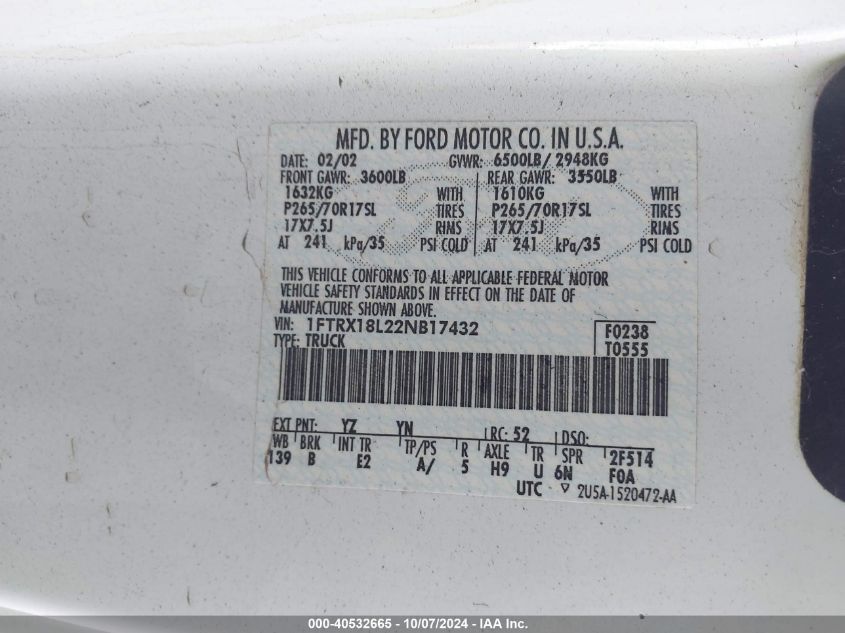 MFD. BY FORD MOTOR CO. IN U.S.A.
DATE: 02/02 GVWR: 6500LB/ 2948KG
FRONT GAWR: 3600LB REAR GAWR: 3550LB
1632KG WITH 1610KG WITH
P265/70R17SL TIRES P265/70R17SL TIRES
17X7.5J RIMS 17X7.5J RIMS
AT 241 kPa/35 PSI COLD AT 241 kPa/35 PSI COLD
THIS VEHICLE CONFORMS TO ALL APPLICABLE FEDERAL MOTOR
VEHICLE SAFETY STANDARDS IN EFFECT ON THE DATE OF
MANUFACTURE SHOWN ABOVE.
VIN: 1FTRX18L22NB17432 F0238
TYPE: TRUCK T0555
EXT PNT: YZ YN RC: 52 DSO:
WB BRK INT TR TP/PS R AXLE TR SPR 2F514
139 B E2 A/ 5 H9 U 6N F0A
UTC ▽ 2U5A-1520472-AA
000-40532665 - 10/07/2024 - IAA Inc.